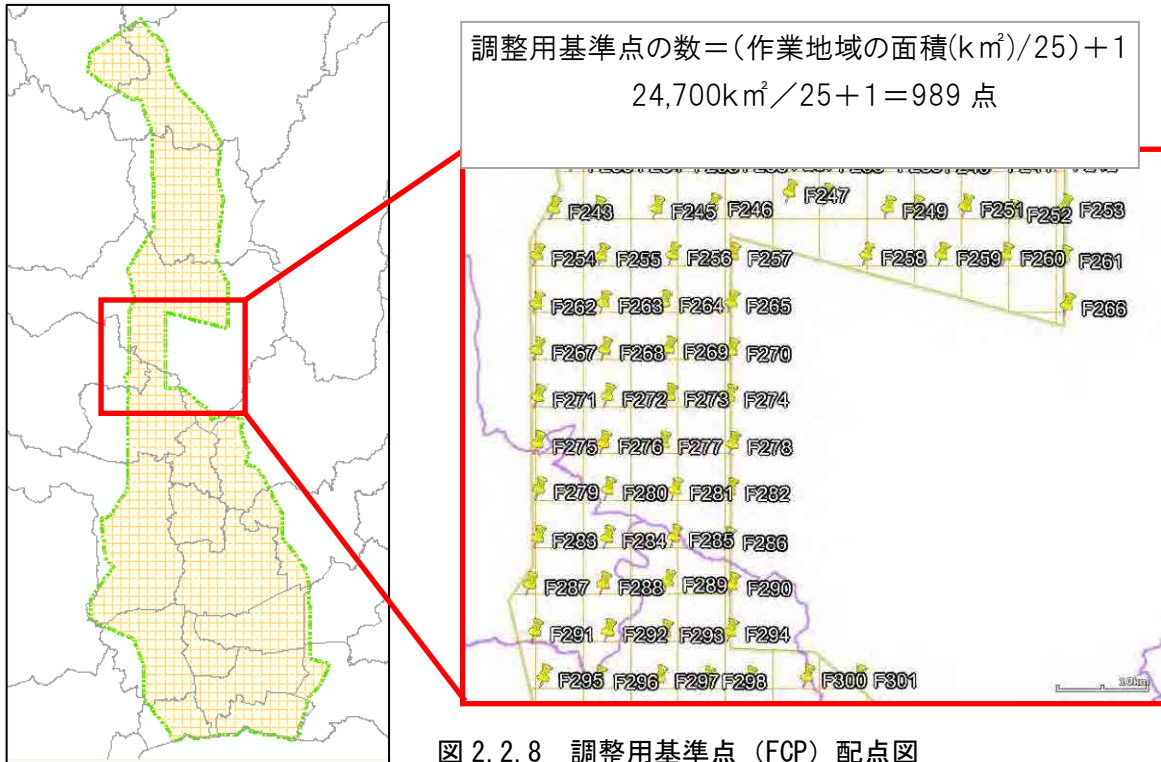 調整用基準点の数＝(作業地域の面積(k㎡)/25)＋1
24,700k㎡／25＋1＝989 点
F243 F245 F246 F247 F249 F251 F252 F253
F254 F255 F256 F257 F258 F259 F260 F261
F262 F263 F264 F265 F266
F267 F268 F269 F270
F271 F272 F273 F274
F275 F276 F277 F278
F279 F280 F281 F282
F283 F284 F285 F286
F287 F288 F289 F290
F291 F292 F293 F294
F295 F296 F297 F298 F300 F301
10km
図 2.2.8 調整用基準点（FCP）配点図